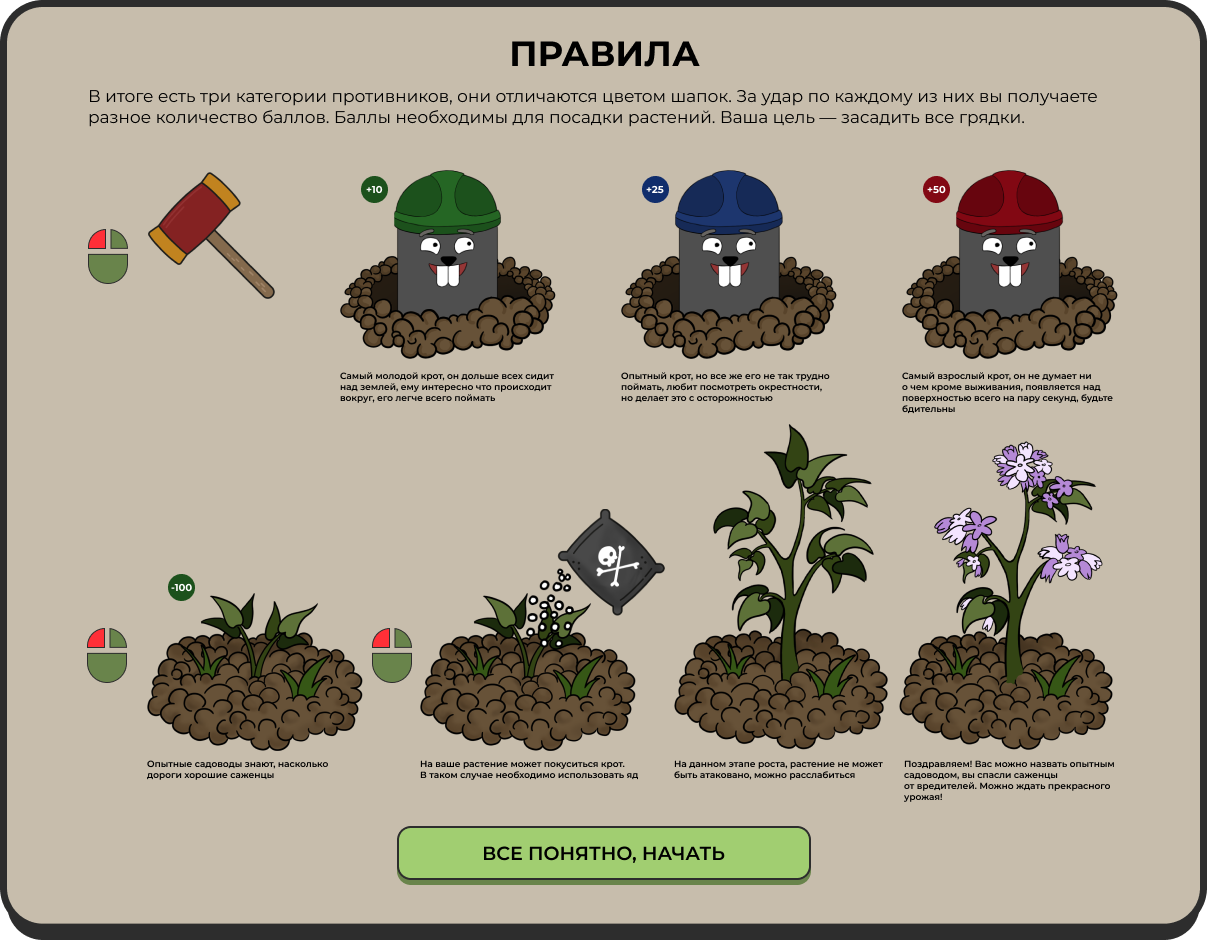 ПРАВИЛА
В итоге есть три категории противников, они отличаются цветом шапок. За удар по каждому из них вы получаете
разное количество баллов. Баллы необходимы для посадки растений. Ваша цель — засадить все грядки.
+10
+25
+50
Самый молодой крот, он дольше всех сидит
над землей, ему интересно что происходит
вокруг, его легче всего поймать
Опытный крот, но все же его не так трудно
поймать, любит посмотреть окрестности,
но делает это с осторожностью
Самый взрослый крот, он не думает ни
о чем кроме выживания, появляется над
поверхностью всего на пару секунд, будьте
бдительны
-100
Опытные садоводы знают, насколько
дороги хорошие саженцы
На ваше растение может покуситься крот.
В таком случае необходимо использовать яд
На данном этапе роста, растение не может
быть атаковано, можно расслабиться
Поздравляем! Вас можно назвать опытным
садоводом, вы спасли саженцы
от вредителей. Можно ждать прекрасного
урожая!
ВСЕ ПОНЯТНО, НАЧАТЬ